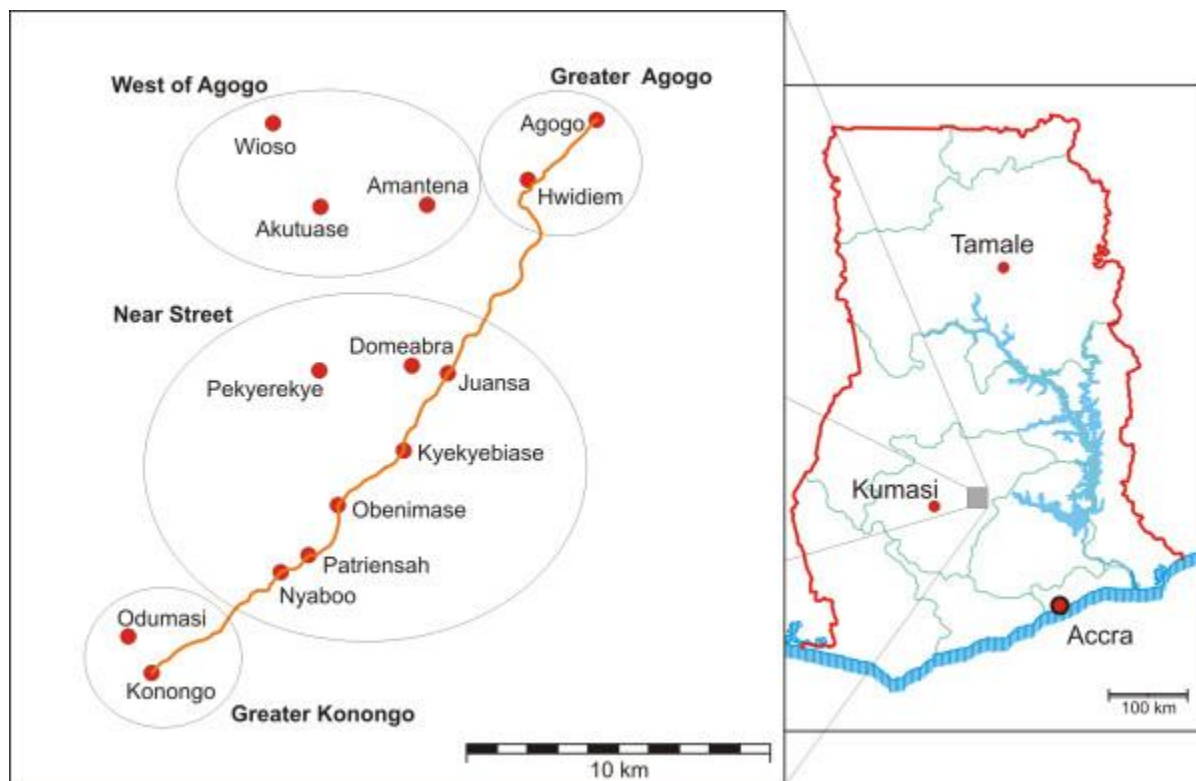 West of Agogo
Greater Agogo
Wioso
Agogo
Amantena
Hwidiem
Akutuase
Near Street
Domeabra
Pekyerekye
Juansa
Kyekyebiase
Obenimase
Patriensah
Nyaboo
Odumasi
Konongo
Greater Konongo
10 km
Tamale
Kumasi
Accra
100 km